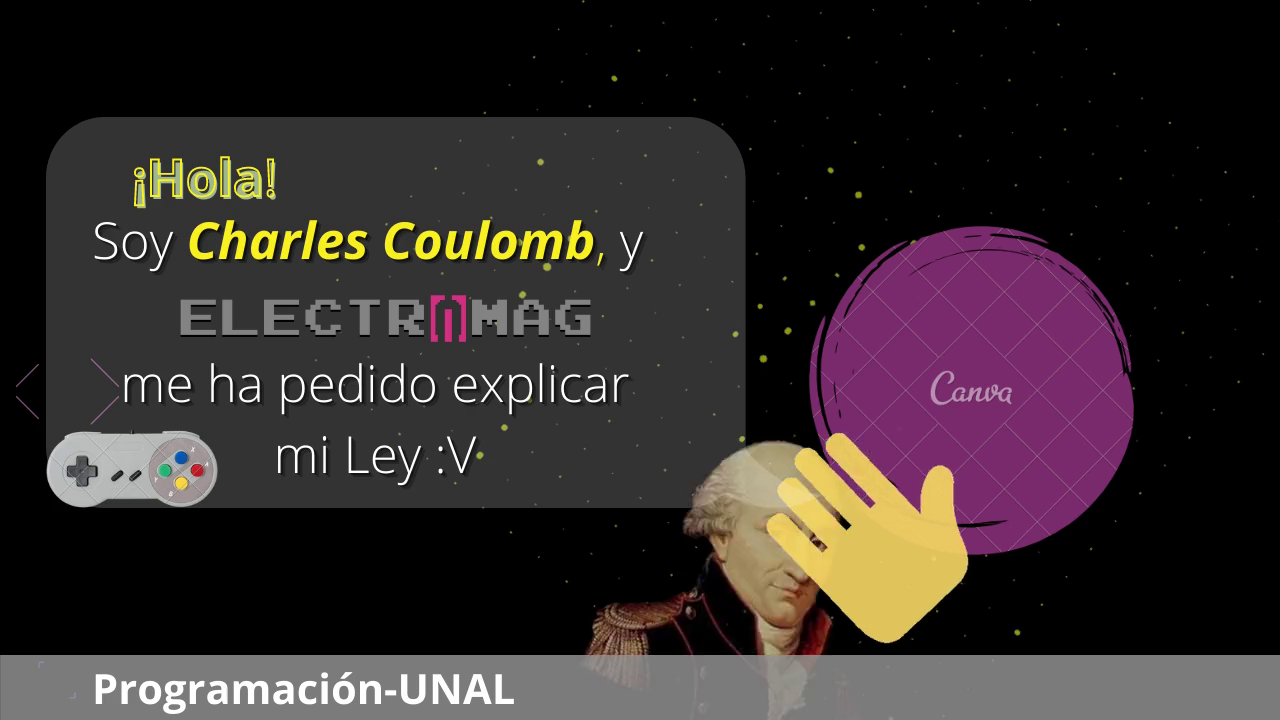 ¡Hola!
Soy Charles Coulomb, y
ELECTR[]MAG
me ha pedido explicar
mi Ley :V
Canva
Programación-UNAL